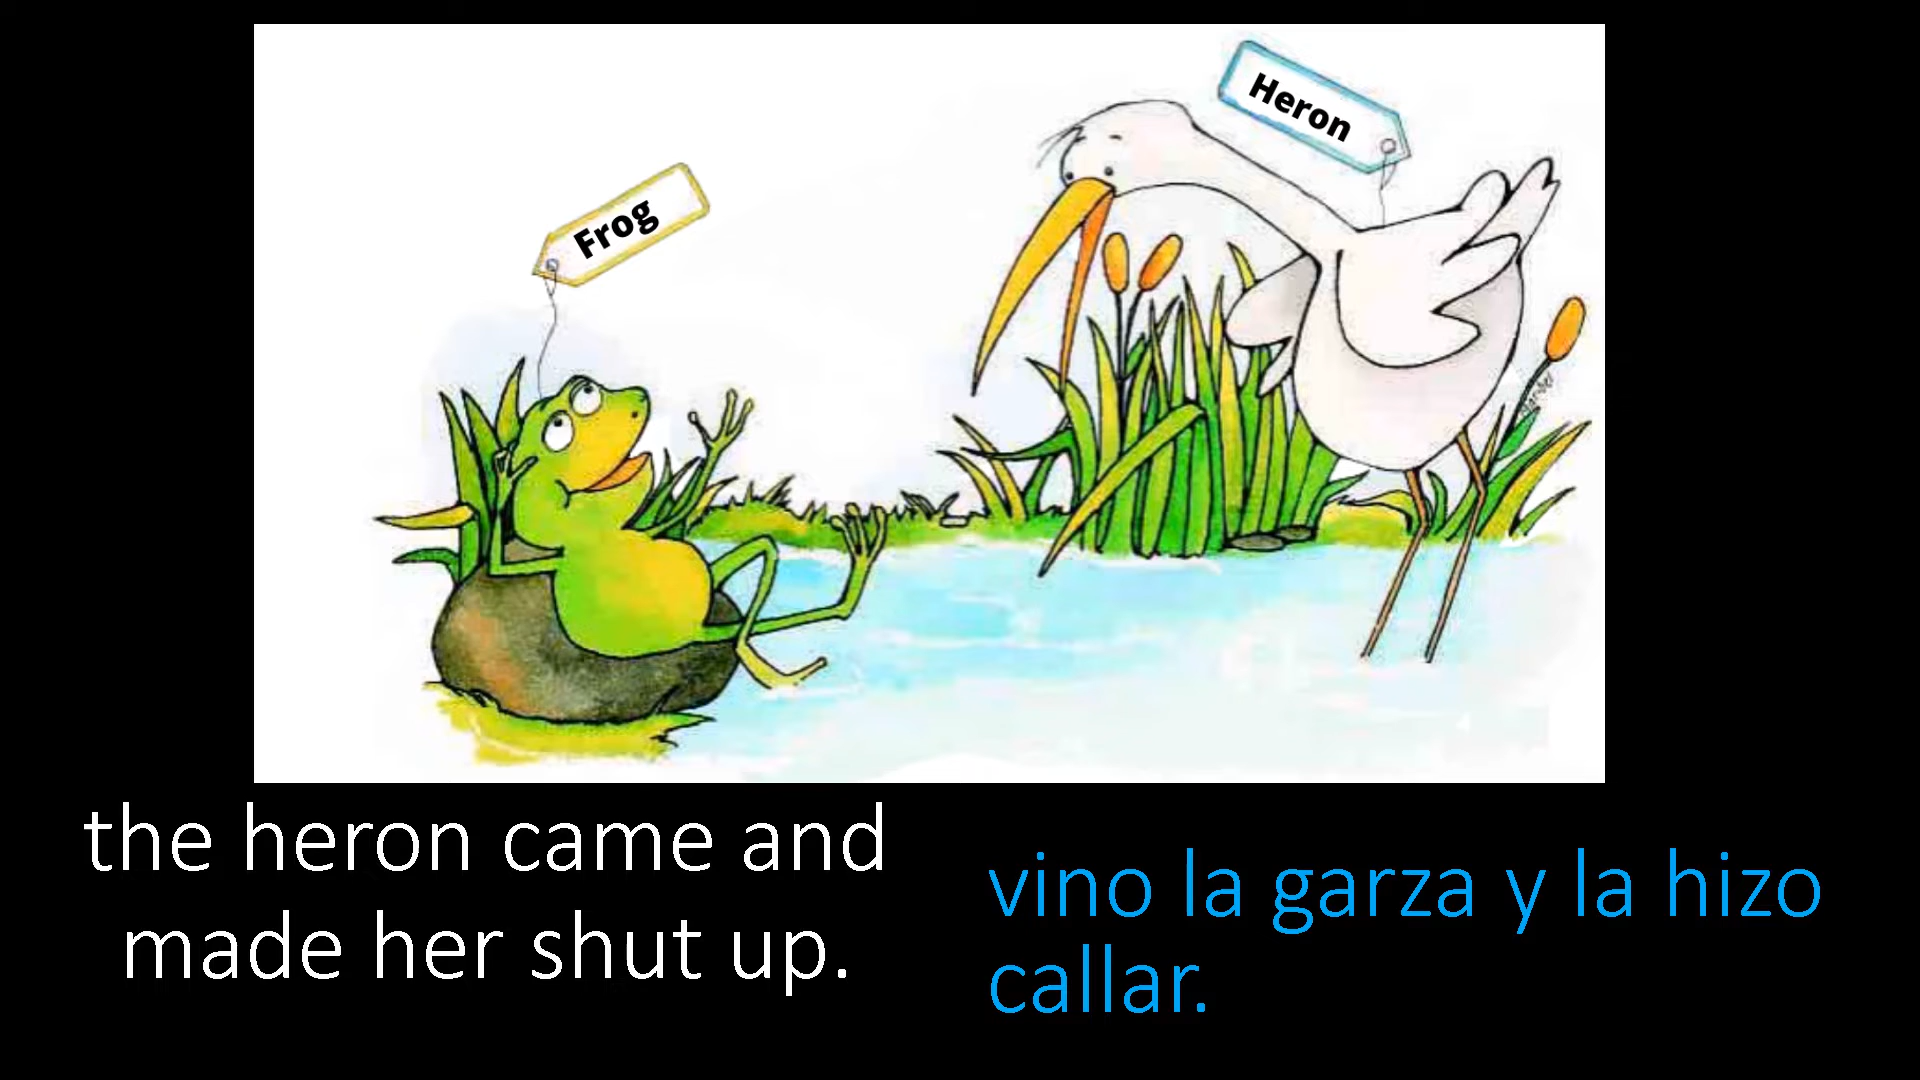 Heron
Frog
the heron came and
made her shut up.
vino la garza y la hizo
callar.